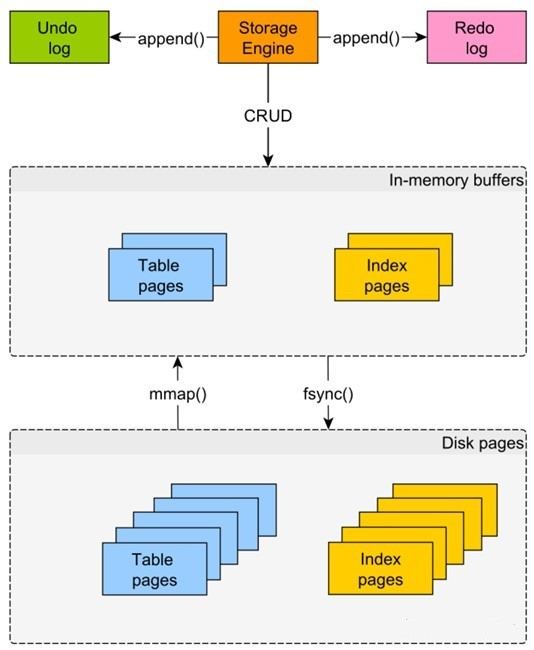 Undo
log
append()
Storage
Engine
append()
Redo
log
CRUD
In-memory buffers
Table
pages
Index
pages
mmap()
fsync()
Disk pages
Table
pages
Index
pages